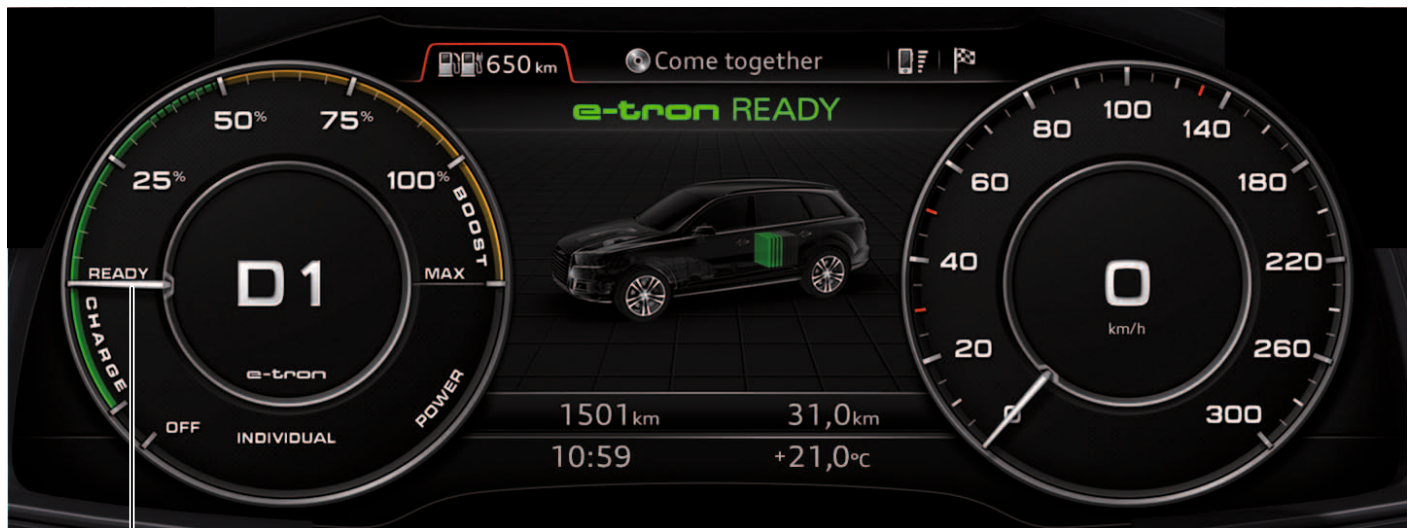 650 km
Come together
e-tron READY
25%
50%
75%
100%
BOOST
READY
MAX
CHARGE
D 1
e-tron
OFF
INDIVIDUAL
POWER
0
20
40
60
80
100
140
180
220
260
300
0
km/h
1501 km
31,0 km
10:59
+21,0 °C